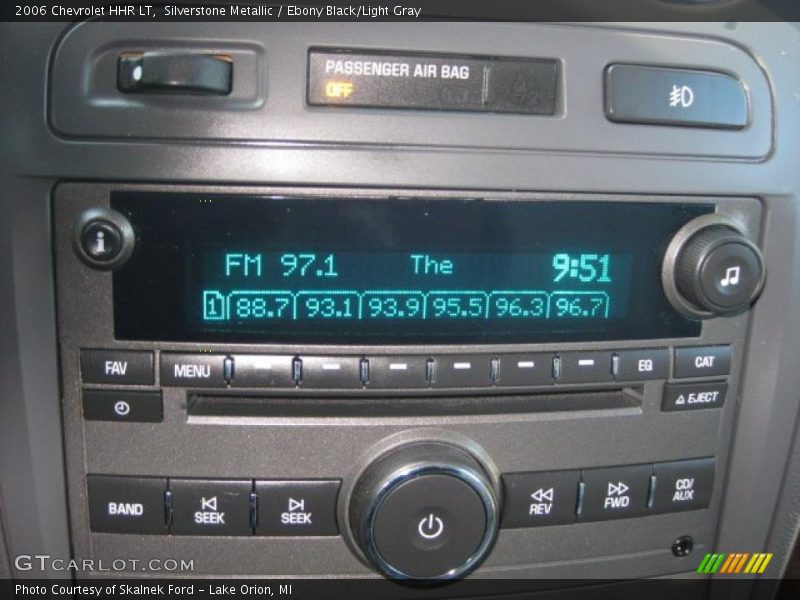 2006 Chevrolet HHR LT,  Silverstone Metallic / Ebony Black/Light Gray
PASSENGER AIR BAG
OFF
i
FM 97.1 The 9:51
1 88.7 93.1 93.9 95.5 96.3 96.7
FAV MENU EQ CAT
EJECT
BAND SEEK SEEK REV FWD CD/
AUX
GTCARLOT.COM
Photo Courtesy of Skalnek Ford - Lake Orion, MI